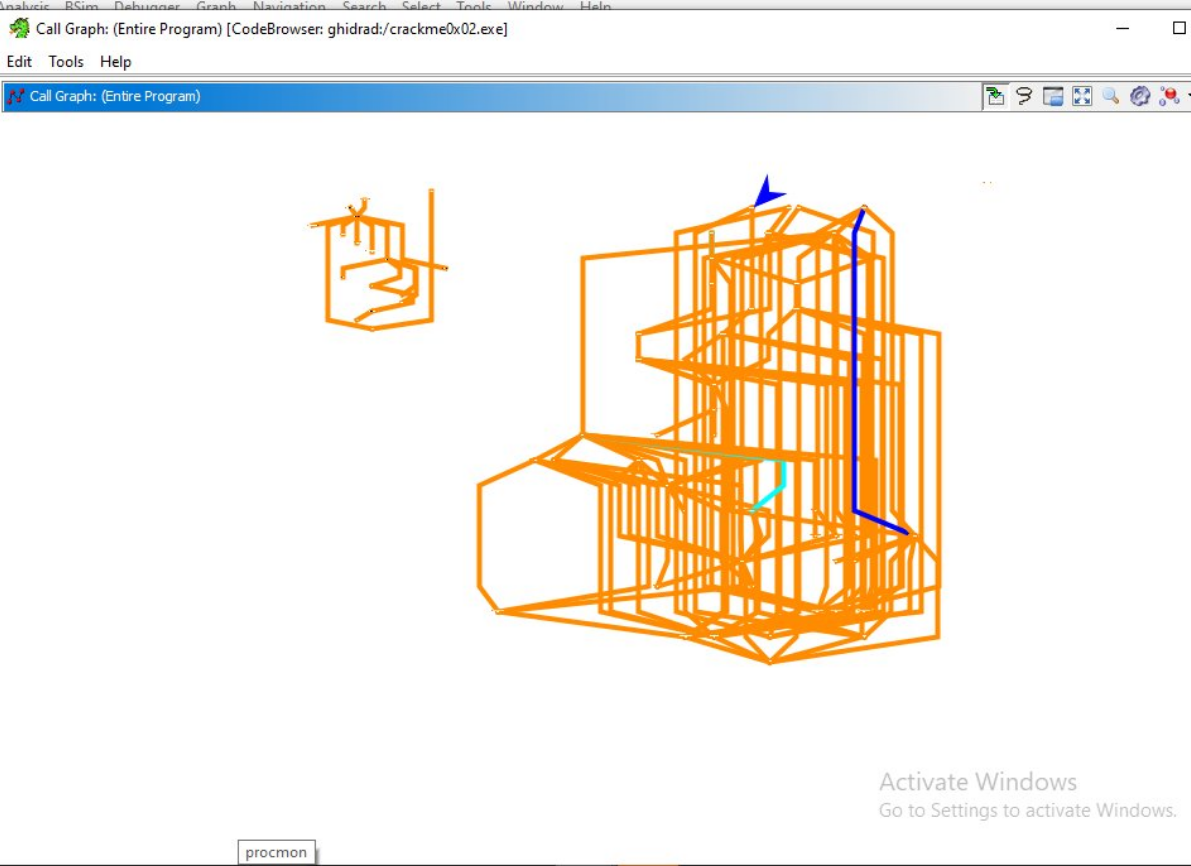 Analysis BSim Debugger Graph Navigation Search Select Tools Window Help
Call Graph: (Entire Program) [CodeBrowser: ghidrad:/crackme0x02.exe]
Edit Tools Help
Call Graph: (Entire Program)
Activate Windows
Go to Settings to activate Windows.
procmon